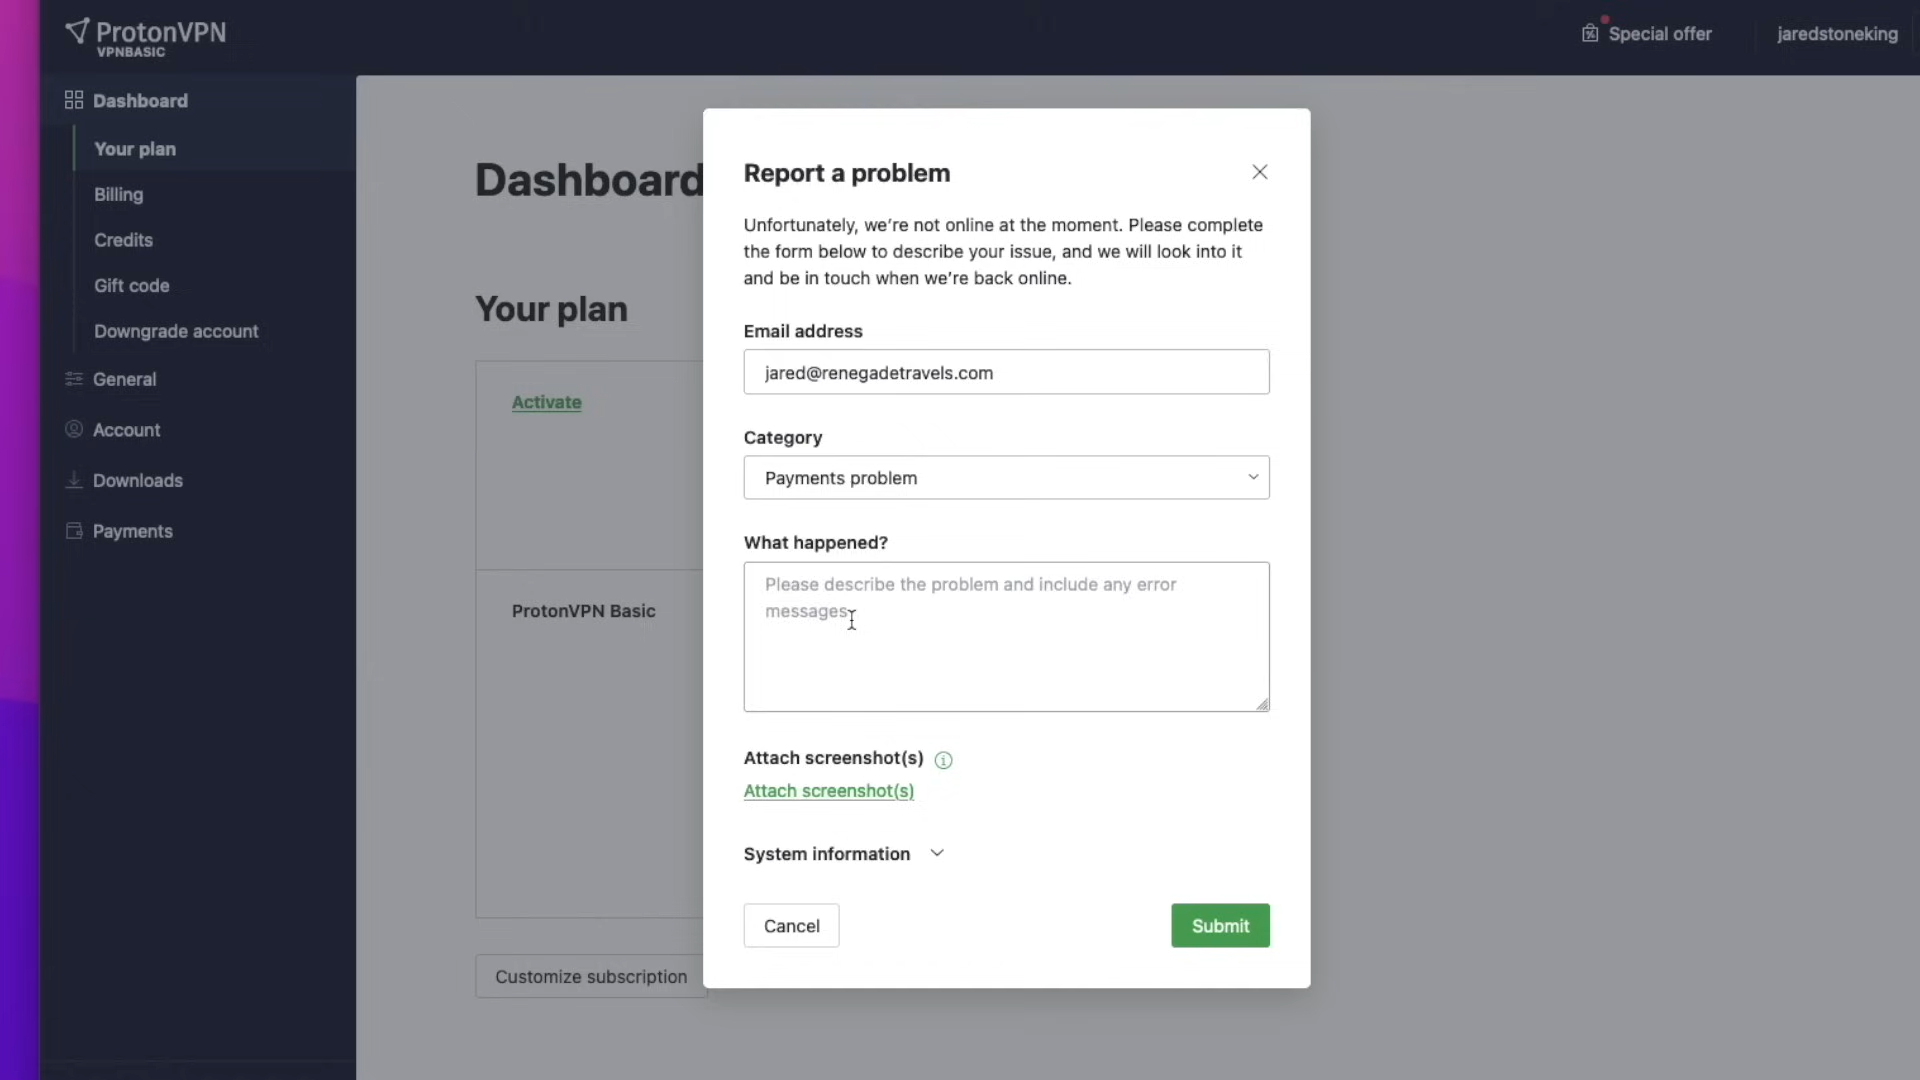 ProtonVPN
VPNBASIC
Special offer
jaredstoneking
Dashboard
Your plan
Billing
Credits
Gift code
Downgrade account
General
Account
Downloads
Payments
Dashboard
Your plan
Activate
ProtonVPN Basic
Customize subscription
Report a problem
Unfortunately, we're not online at the moment. Please complete
the form below to describe your issue, and we will look into it
and be in touch when we're back online.
Email address
jared@renegadetravels.com
Category
Payments problem
What happened?
Please describe the problem and include any error
messages
Attach screenshot(s)
Attach screenshot(s)
System information
Cancel
Submit